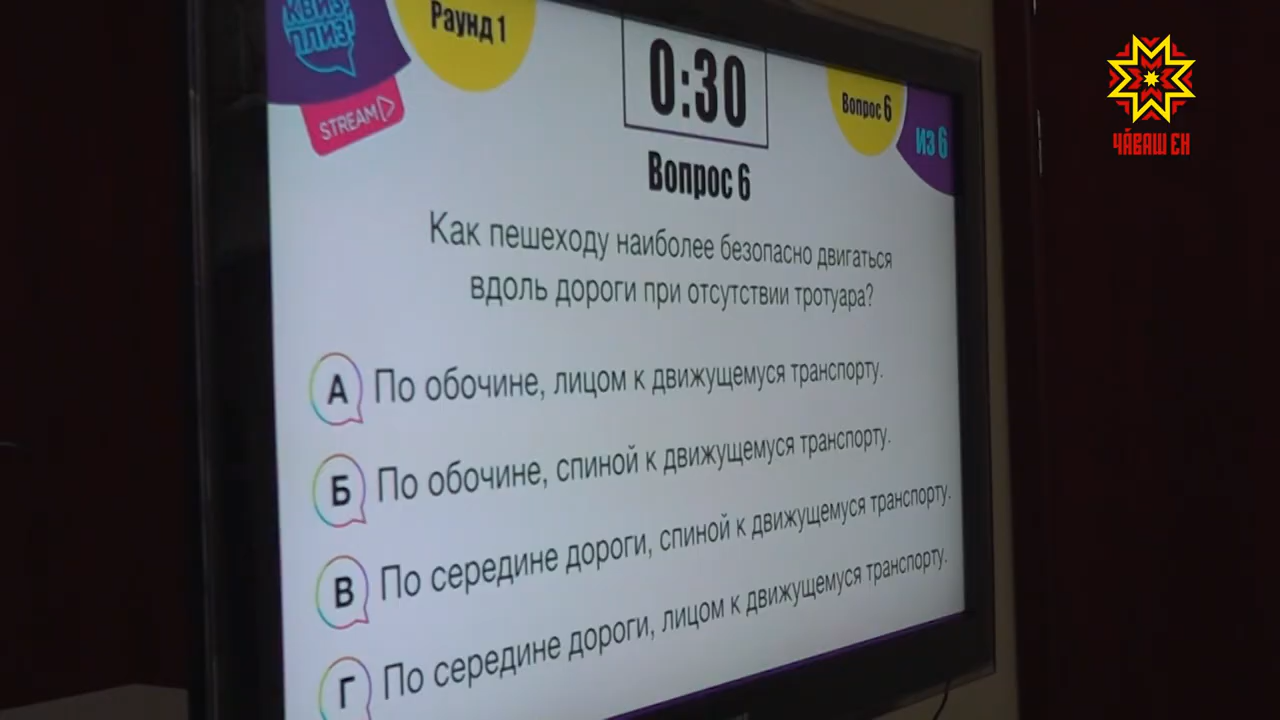 КВИЗ
ПЛИЗ!
STREAM
Раунд 1
0:30
Вопрос 6
из 6
ЧӐВАШ ЕН
Вопрос 6
Как пешеходу наиболее безопасно двигаться
вдоль дороги при отсутствии тротуара?
А По обочине, лицом к движущемуся транспорту.
Б По обочине, спиной к движущемуся транспорту.
В По середине дороги, спиной к движущемуся транспорту.
Г По середине дороги, лицом к движущемуся транспорту.